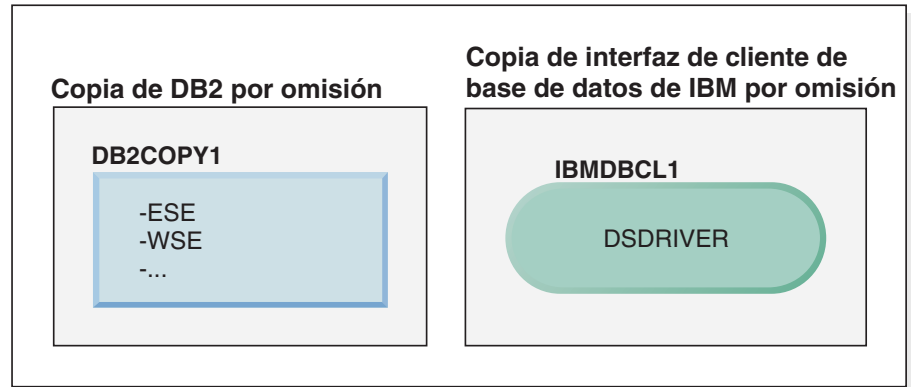 Copia de DB2 por omisión
DB2COPY1
-ESE
-WSE
-...
Copia de interfaz de cliente de
base de datos de IBM por omisión
IBMDBCL1
DSDRIVER